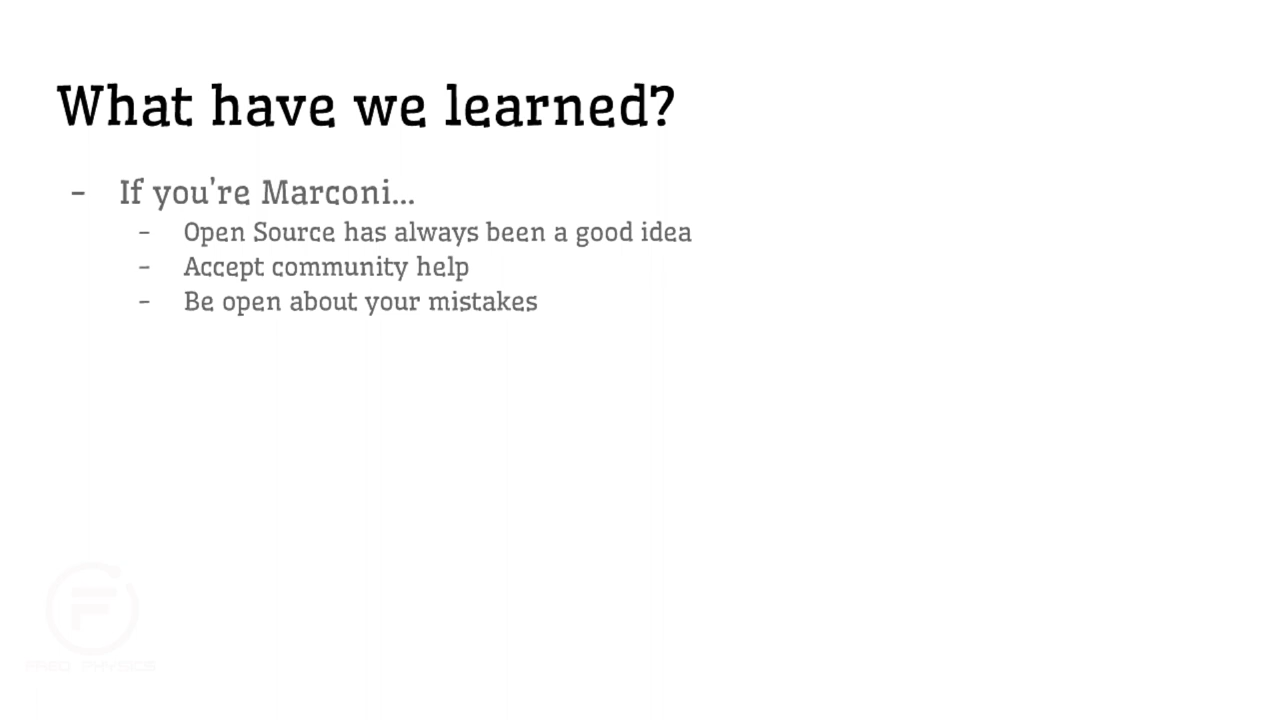 What have we learned?
- If you're Marconi...
- Open Source has always been a good idea
- Accept community help
- Be open about your mistakes